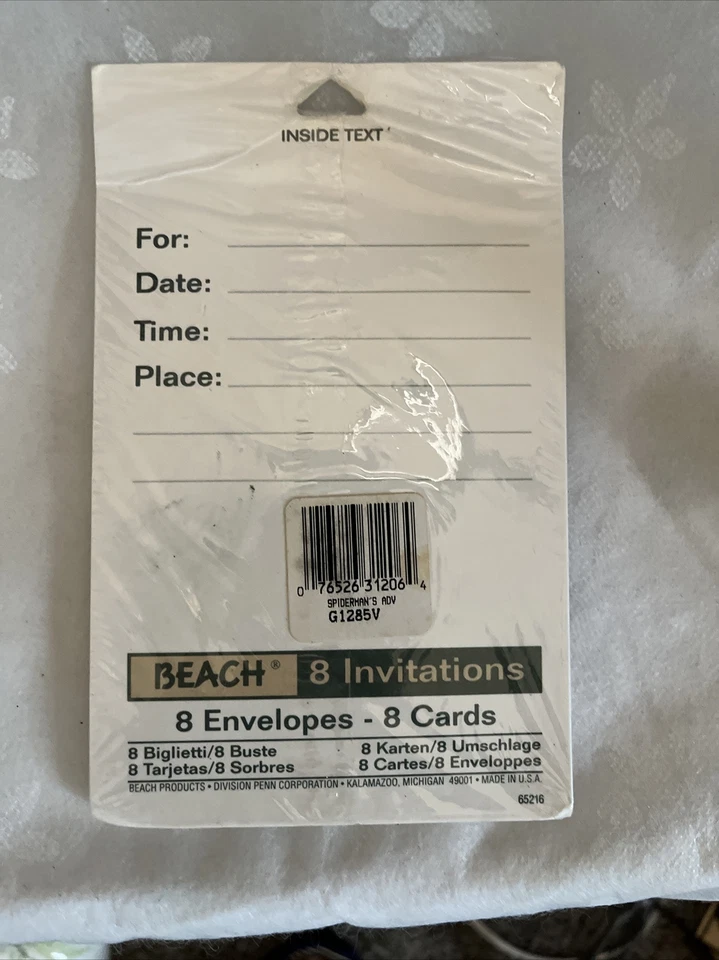 INSIDE TEXT
For:
Date:
Time:
Place:
0 76526 31206 4
SPIDERMAN'S ADV
G1285V
BEACH® 8 Invitations
8 Envelopes - 8 Cards
8 Biglietti/8 Buste 8 Karten/8 Umschlage
8 Tarjetas/8 Sorbres 8 Cartes/8 Enveloppes
BEACH PRODUCTS • DIVISION PENN CORPORATION • KALAMAZOO, MICHIGAN 49001 • MADE IN U.S.A.
65216